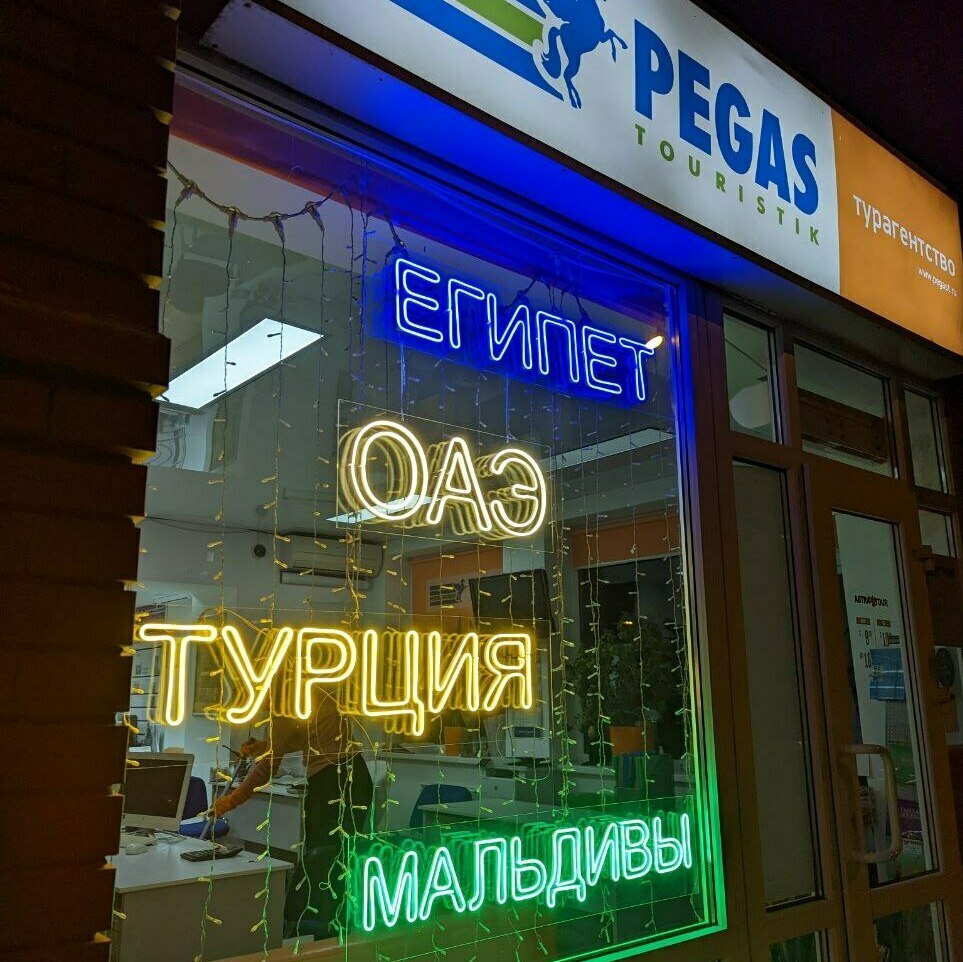 PEGAS
TOURISTIK
турагентство
www.pegast.ru
ЕГИПЕТ
ОАЭ
ТУРЦИЯ
МАЛЬДИВЫ